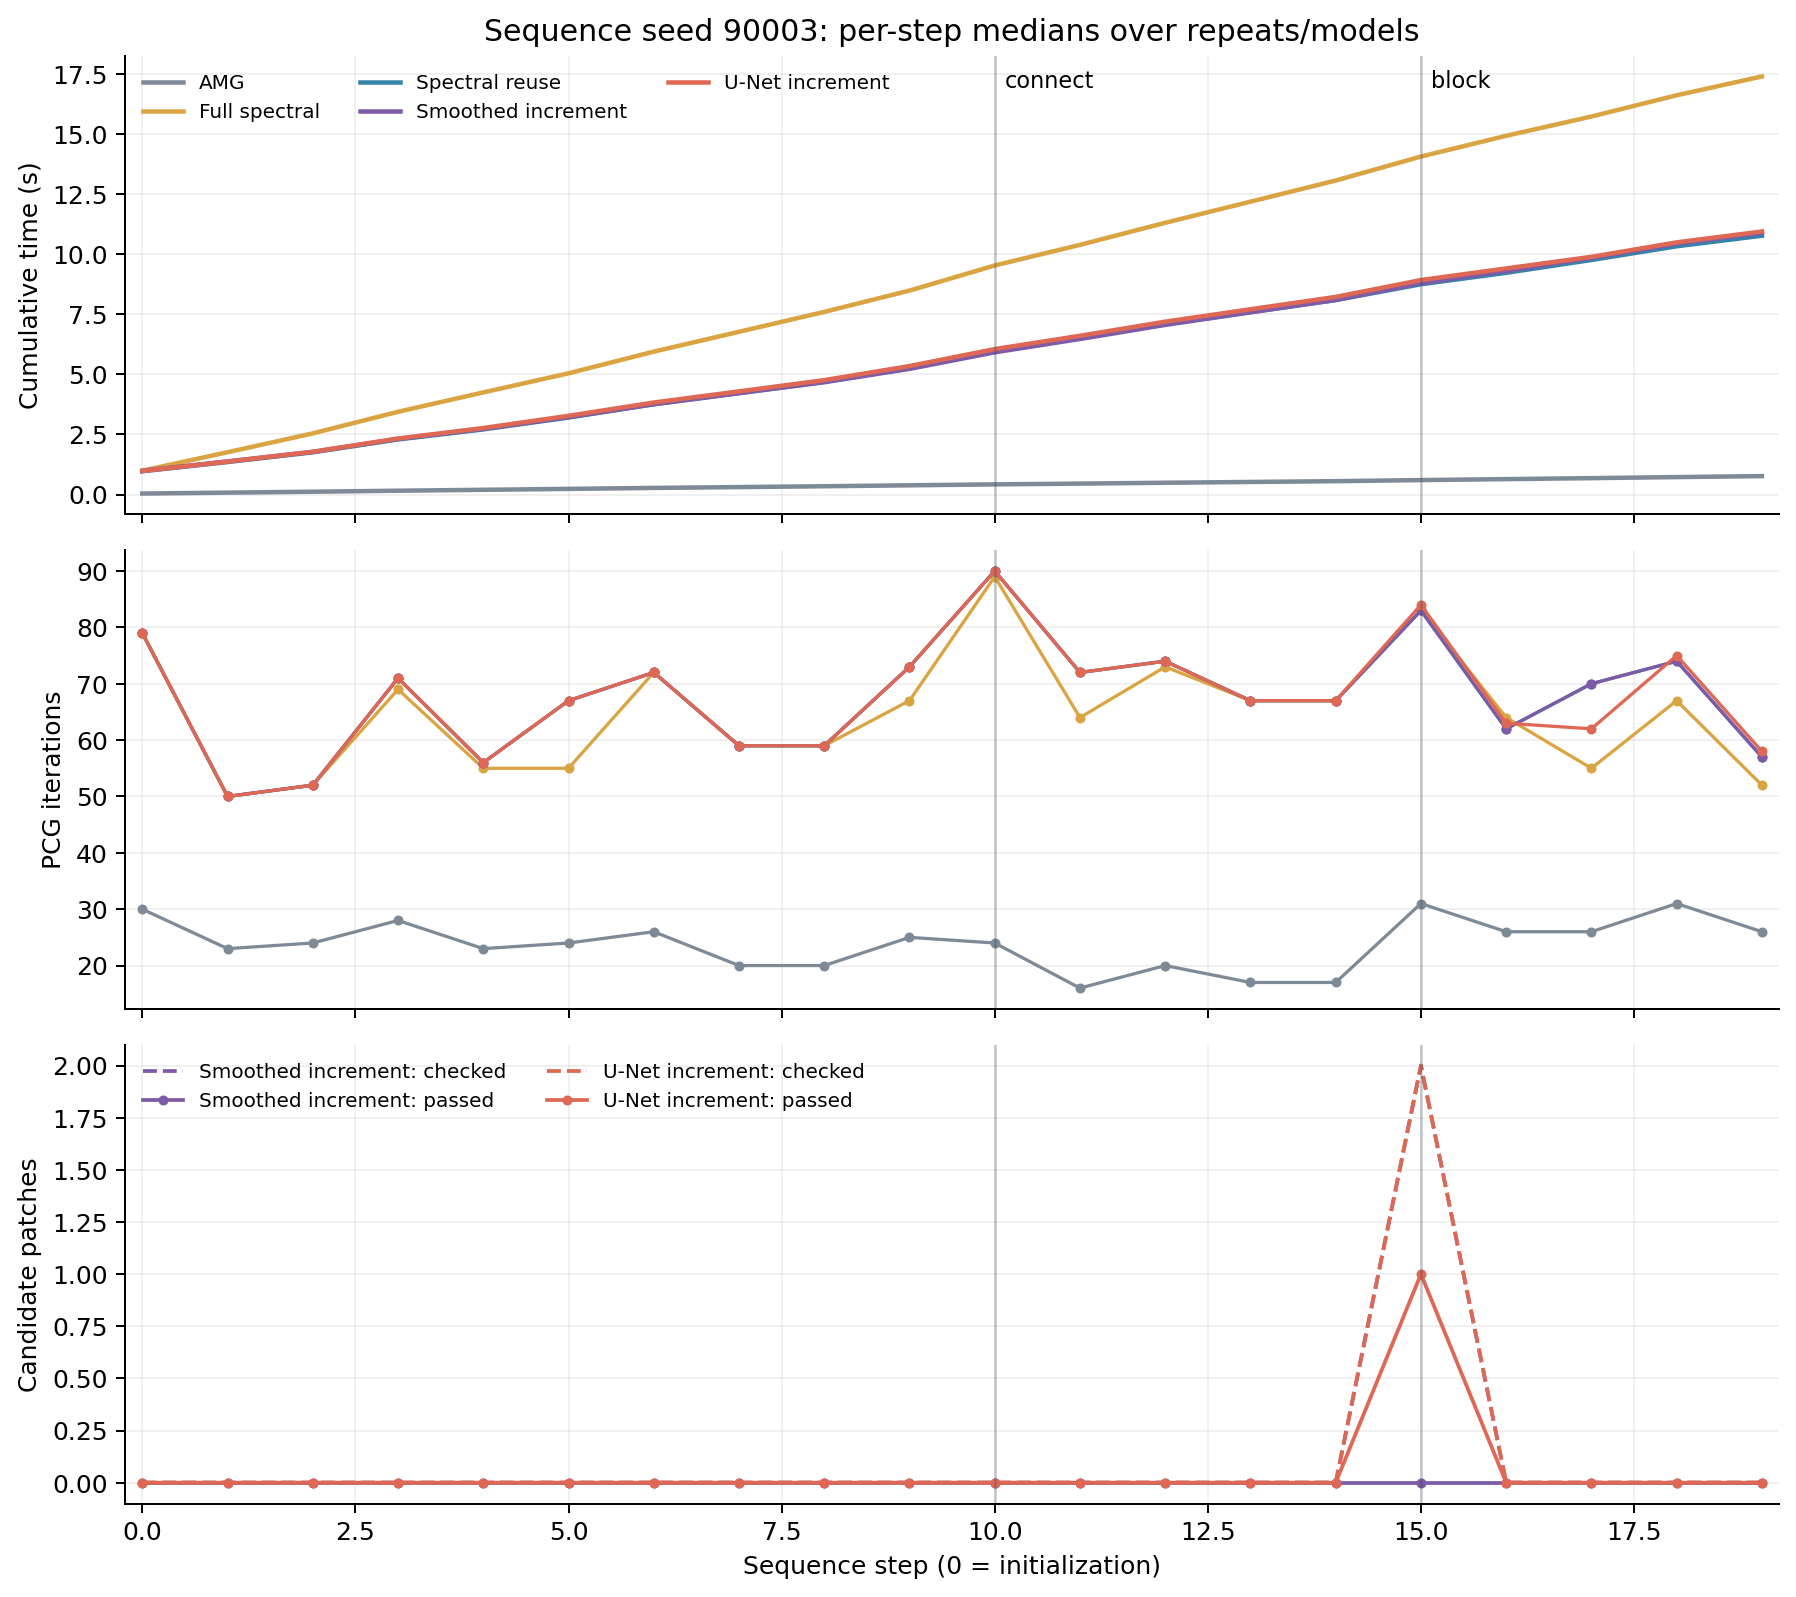 Sequence seed 90003: per-step medians over repeats/models
AMG
Full spectral
Spectral reuse
Smoothed increment
U-Net increment
connect
block
Cumulative time (s)
17.5
15.0
12.5
10.0
7.5
5.0
2.5
0.0
PCG iterations
90
80
70
60
50
40
30
20
Smoothed increment: checked
Smoothed increment: passed
U-Net increment: checked
U-Net increment: passed
Candidate patches
2.00
1.75
1.50
1.25
1.00
0.75
0.50
0.25
0.00
0.0 2.5 5.0 7.5 10.0 12.5 15.0 17.5
Sequence step (0 = initialization)